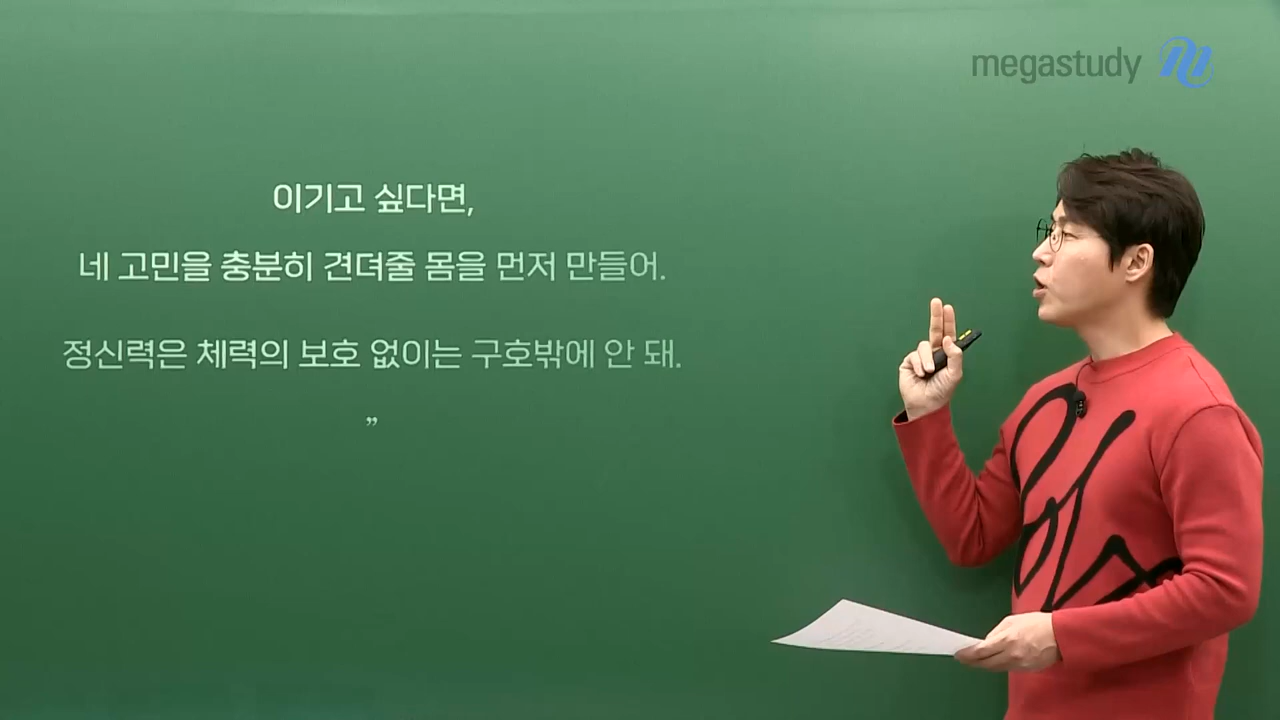 megastudy
이기고 싶다면,
네 고민을 충분히 견뎌줄 몸을 먼저 만들어.
정신력은 체력의 보호 없이는 구호밖에 안 돼.
”